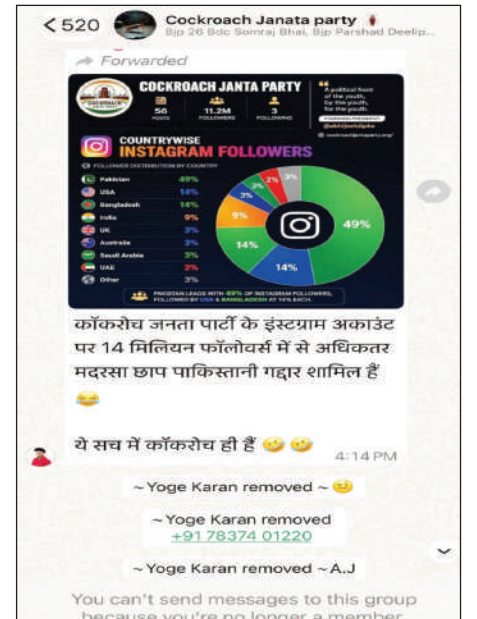 520
Cockroach Janata party
Bjp 26 Bdc Somraj Bhai, Bjp Parshad Deelip...
Forwarded
COCKROACH JANTA PARTY
56
POSTS
11.2M
FOLLOWERS
3
FOLLOWING
A political front
of the youth,
by the youth,
for the youth.
COUNTRYWISE
INSTAGRAM FOLLOWERS
FOLLOWER DISTRIBUTION BY COUNTRY
Pakistan 49%
USA 14%
Bangladesh 14%
India 9%
UK 3%
Australia 3%
Saudi Arabia 3%
UAE 2%
Other 3%
49%
14%
14%
9%
3%
3%
2%
3%
PAKISTAN LEADS WITH 49% OF INSTAGRAM FOLLOWERS,
FOLLOWED BY USA & BANGLADESH AT 14% EACH.
कॉकरोच जनता पार्टी के इंस्टग्राम अकाउंट
पर 14 मिलियन फॉलोवर्स में से अधिकतर
मदरसा छाप पाकिस्तानी गद्दार शामिल हैं
😂
ये सच में कॉकरोच ही हैं 🤣 🤣
4:14 PM
~ Yoge Karan removed ~
~ Yoge Karan removed
+91 78374 01220
~ Yoge Karan removed ~ A.J
You can't send messages to this group
because you're no longer a member